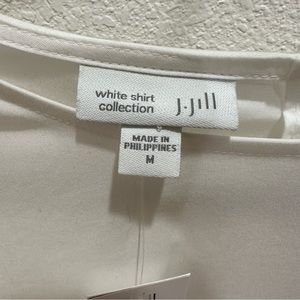 white shirt
collection
J.Jill
MADE IN
PHILIPPINES
M